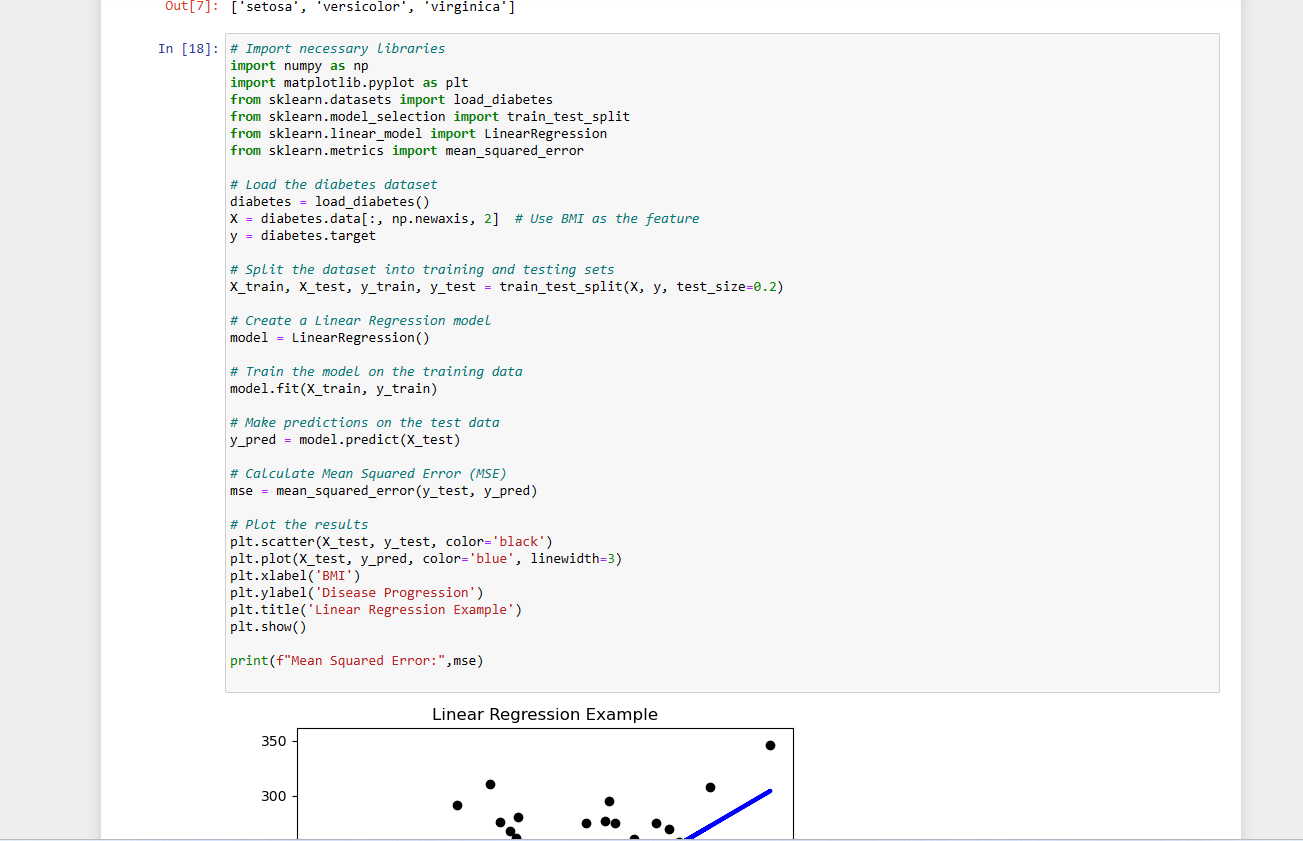 Out[7]: ['setosa', 'versicolor', 'virginica']
In [18]: # Import necessary libraries
import numpy as np
import matplotlib.pyplot as plt
from sklearn.datasets import load_diabetes
from sklearn.model_selection import train_test_split
from sklearn.linear_model import LinearRegression
from sklearn.metrics import mean_squared_error
# Load the diabetes dataset
diabetes = load_diabetes()
X = diabetes.data[:, np.newaxis, 2]  # Use BMI as the feature
y = diabetes.target
# Split the dataset into training and testing sets
X_train, X_test, y_train, y_test = train_test_split(X, y, test_size=0.2)
# Create a Linear Regression model
model = LinearRegression()
# Train the model on the training data
model.fit(X_train, y_train)
# Make predictions on the test data
y_pred = model.predict(X_test)
# Calculate Mean Squared Error (MSE)
mse = mean_squared_error(y_test, y_pred)
# Plot the results
plt.scatter(X_test, y_test, color='black')
plt.plot(X_test, y_pred, color='blue', linewidth=3)
plt.xlabel('BMI')
plt.ylabel('Disease Progression')
plt.title('Linear Regression Example')
plt.show()
print(f"Mean Squared Error:",mse)
Linear Regression Example
350
300